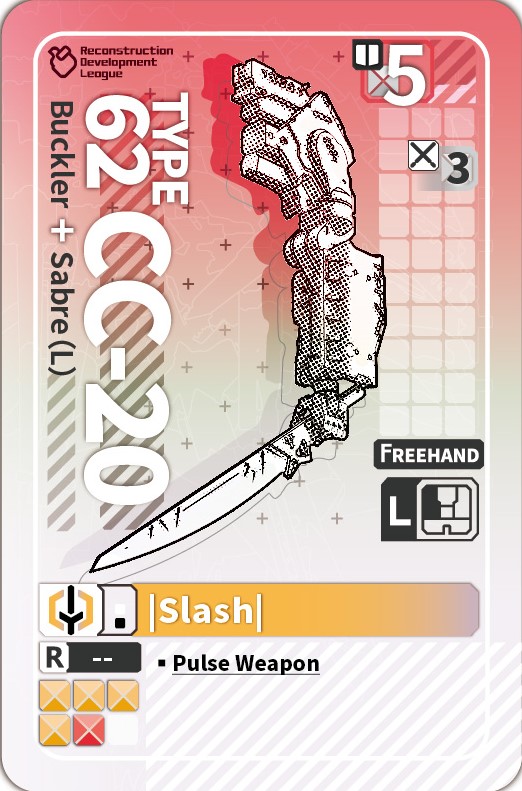 Reconstruction
Development
League
5
3
TYPE
62 CC-20
Buckler + Sabre(L)
FREEHAND
L
|Slash|
R --
▪ Pulse Weapon